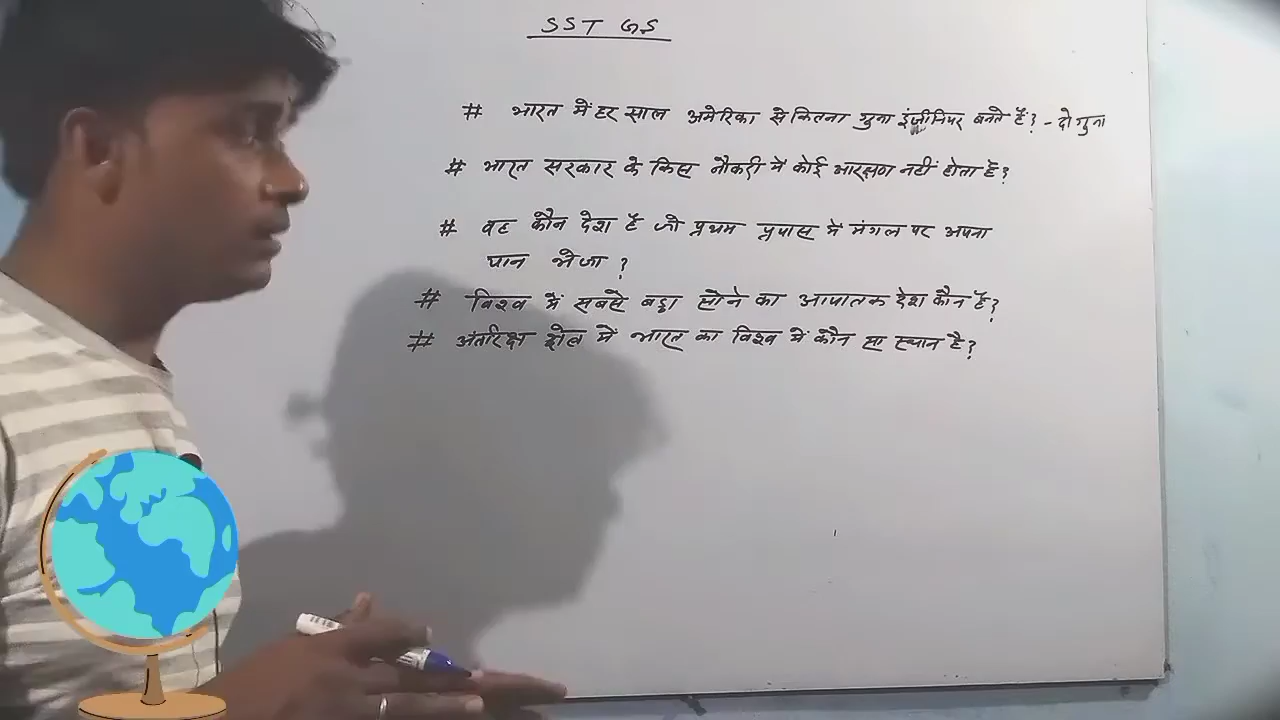 SST GS
# भारत में हर साल अमेरिका से कितना गुना इंजीनियर बनते हैं? - दो गुना
# भारत सरकार के किस नौकरी में कोई आरक्षण नहीं होता है?
# वह कौन देश है जो प्रथम प्रयास में मंगल पर अपना
यान भेजा ?
# विश्व में सबसे बड़ा सोने का आयातक देश कौन है?
# अंतरिक्ष क्षेत्र में भारत का विश्व में कौन सा स्थान है?